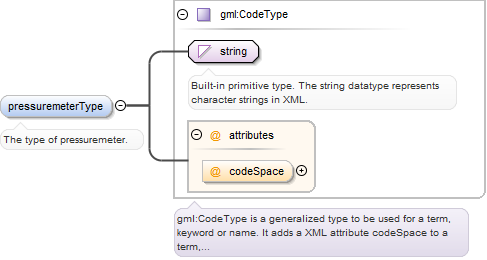 gml:CodeType
string
Built-in primitive type. The string datatype represents
character strings in XML.
pressuremeterType
The type of pressuremeter.
@ attributes
@ codeSpace
gml:CodeType is a generalized type to be used for a term,
keyword or name. It adds a XML attribute codeSpace to a
term,...